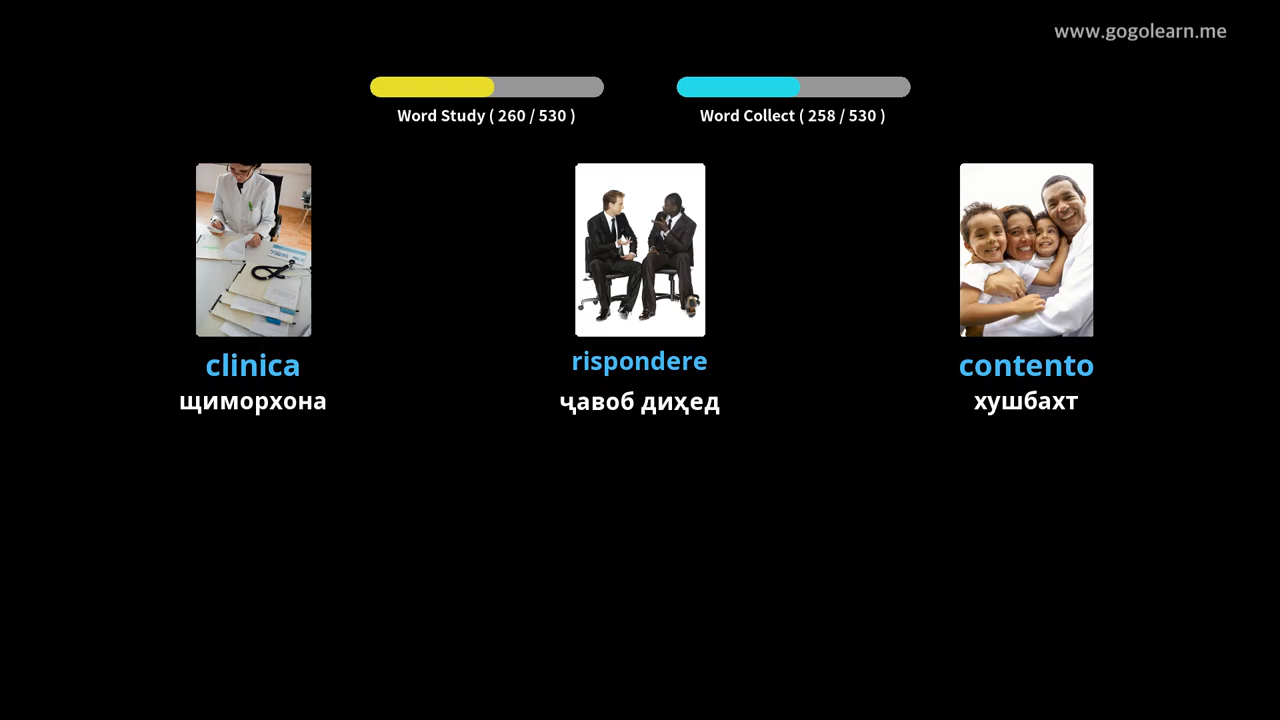 www.gogolearn.me
Word Study ( 260 / 530 )
Word Collect ( 258 / 530 )
clinica
щиморхона
rispondere
ҷавоб диҳед
contento
хушбахт